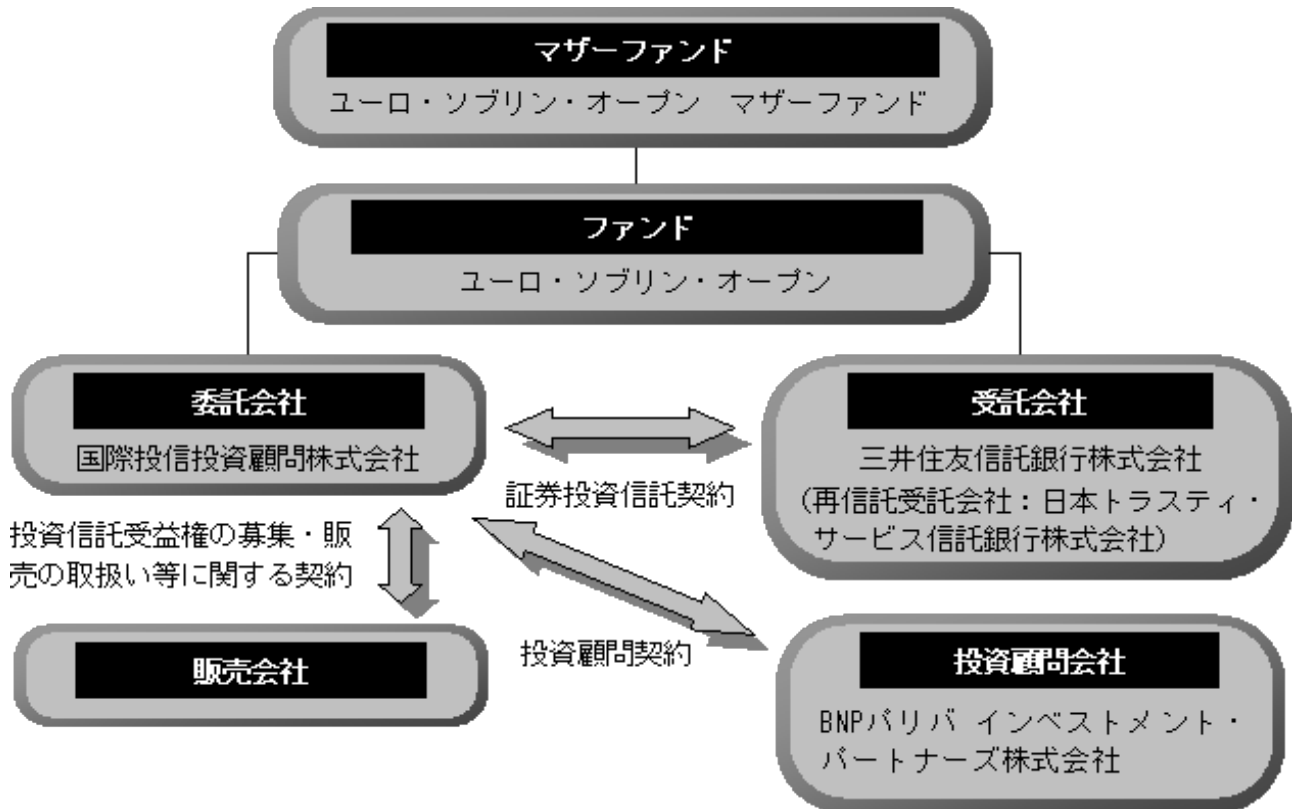 マザーファンド
ユーロ・ソブリン・オープン　マザーファンド
ファンド
ユーロ・ソブリン・オープン
委託会社
国際投信投資顧問株式会社
受託会社
三井住友信託銀行株式会社
(再信託受託会社：日本トラスティ・
サービス信託銀行株式会社)
証券投資信託契約
投資信託受益権の募集・販
売の取扱い等に関する契約
販売会社
投資顧問契約
投資顧問会社
BNPパリバ インベストメント・
パートナーズ株式会社